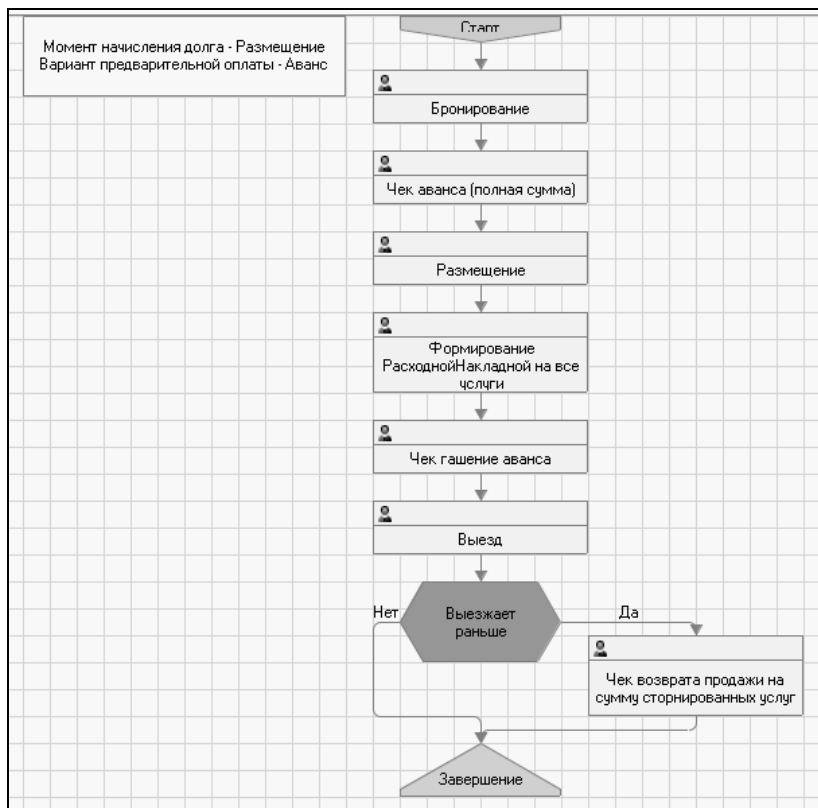 Момент начисления долга - Размещение
Вариант предварительной оплаты - Аванс
Старт
Бронирование
Чек аванса (полная сумма)
Размещение
Формирование
РасходнойНакладной на все
услуги
Чек гашение аванса
Выезд
Выезжает
раньше
Нет
Да
Чек возврата продажи на
сумму сторнированных услуг
Завершение